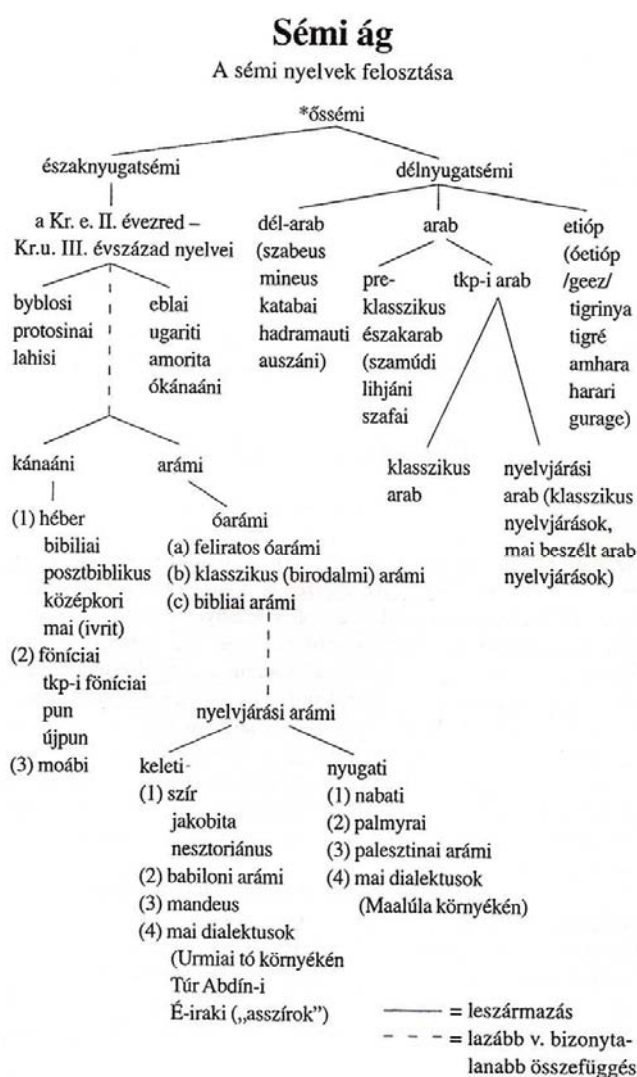 Sémi ág
A sémi nyelvek felosztása
*őssémi
északnyugatsémi
délnyugatsémi
a Kr. e. II. évezred –
Kr.u. III. évszázad nyelvei
byblosi
protosinai
lahisi
eblai
ugariti
amorita
ókánaáni
dél-arab
(szabeus
mineus
katabai
hadramauti
auszáni)
arab
pre-
klasszikus
északarab
(szamúdi
lihjáni
szafai
tkp-i arab
klasszikus
arab
nyelvjárási
arab (klasszikus
nyelvjárások,
mai beszélt arab
nyelvjárások)
etióp
(óetióp
/geez/
tigrinya
tigré
amhara
harari
gurage)
kánaáni
(1) héber
bibiliai
posztbiblikus
középkori
mai (ivrit)
(2) föníciai
tkp-i föníciai
pun
újpun
(3) moábi
arámi
óarámi
(a) feliratos óarámi
(b) klasszikus (birodalmi) arámi
(c) bibliai arámi
nyelvjárási arámi
keleti
(1) szír
jakobita
nesztoriánus
(2) babiloni arámi
(3) mandeus
(4) mai dialektusok
(Urmiai tó környékén
Túr Abdín-i
É-iraki („asszírok”)
nyugati
(1) nabati
(2) palmyrai
(3) palesztinai arámi
(4) mai dialektusok
(Maalúla környékén)
= leszármazás
= lazább v. bizonyta-
lanabb összefüggés